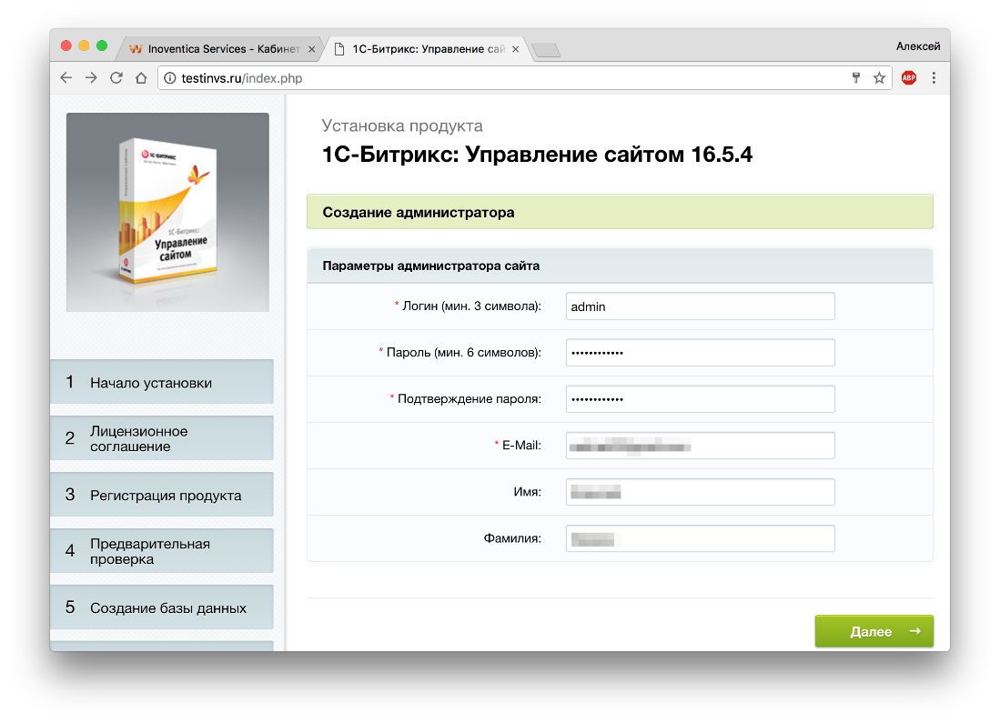 Inoventica Services - Кабинет
1С-Битрикс: Управление сай
Алексей
testinvs.ru/index.php
ABP
1С-БИТРИКС
1С-Битрикс:
Управление
сайтом
Установка продукта
1С-Битрикс: Управление сайтом 16.5.4
Создание администратора
Параметры администратора сайта
* Логин (мин. 3 символа):
admin
* Пароль (мин. 6 символов):
••••••••••••
* Подтверждение пароля:
••••••••••••
* E-Mail:
Имя:
Фамилия:
1 Начало установки
2 Лицензионное
соглашение
3 Регистрация продукта
4 Предварительная
проверка
5 Создание базы данных
Далее →